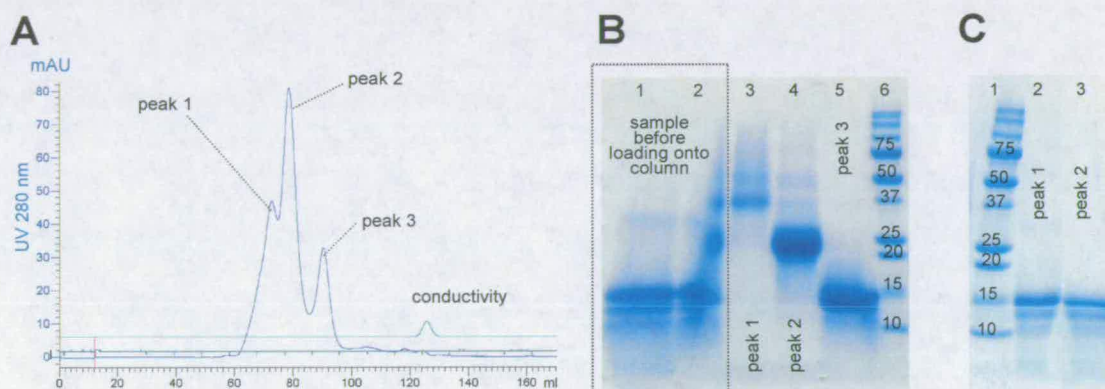 A
mAU
peak 1
peak 2
peak 3
conductivity
UV 280 nm
80
70
60
50
40
30
20
10
0
0 20 40 60 80 100 120 140 160 ml
B
1 2 3 4 5 6
sample
before
loading onto
column
peak 3
peak 1
peak 2
75
50
37
25
20
15
10
C
1 2 3
peak 1
peak 2
75
50
37
25
20
15
10